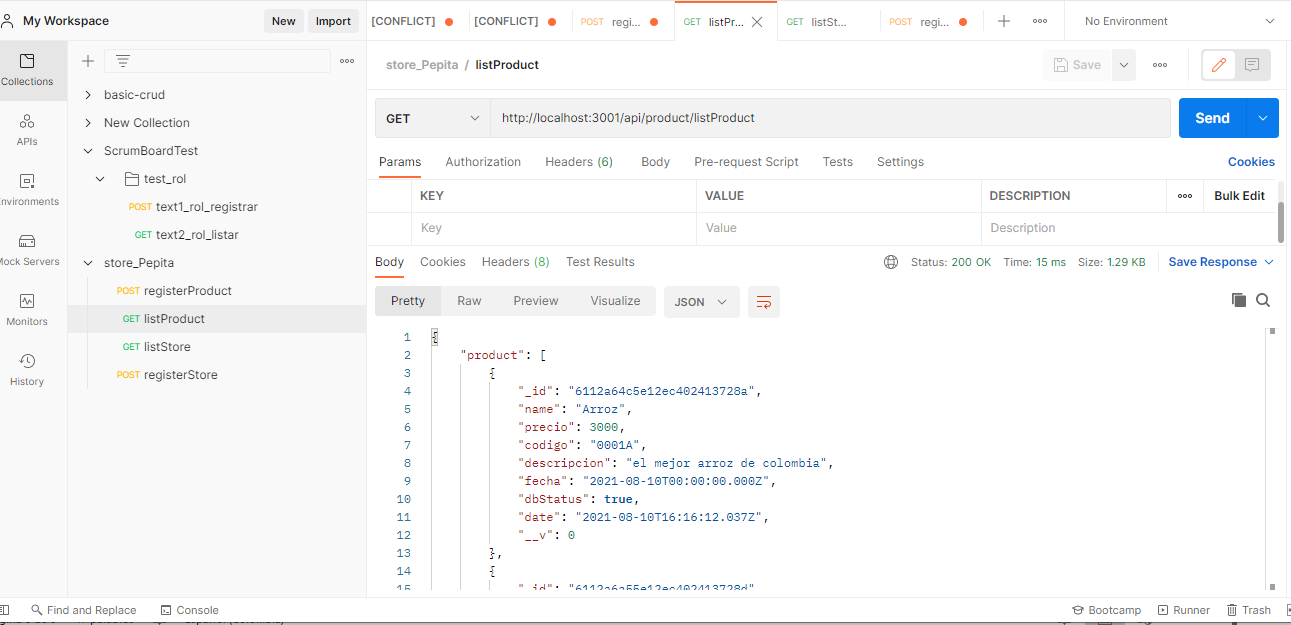 My Workspace
New
Import
[CONFLICT]
[CONFLICT]
POST regi...
GET listPr...
GET listSt...
POST regi...
No Environment
Collections
APIs
Monitors
History
basic-crud
New Collection
ScrumBoardTest
test_rol
POST text1_rol_registrar
GET text2_rol_listar
store_Pepita
POST registerProduct
GET listProduct
GET listStore
POST registerStore
store_Pepita / listProduct
Save
GET
http://localhost:3001/api/product/listProduct
Send
Params Authorization Headers (6) Body Pre-request Script Tests Settings Cookies
KEY VALUE DESCRIPTION Bulk Edit
Key Value Description
Body Cookies Headers (8) Test Results
Status: 200 OK Time: 15 ms Size: 1.29 KB Save Response
Pretty Raw Preview Visualize JSON
1 {
2 "product": [
3 {
4 "_id": "6112a64c5e12ec402413728a",
5 "name": "Arroz",
6 "precio": 3000,
7 "codigo": "0001A",
8 "descripcion": "el mejor arroz de colombia",
9 "fecha": "2021-08-10T00:00:00.000Z",
10 "dbStatus": true,
11 "date": "2021-08-10T16:16:12.037Z",
12 "__v": 0
13 },
14 {
15 "_id": "6112a6a55e12ec402413728d"
Find and Replace Console
Bootcamp Runner Trash